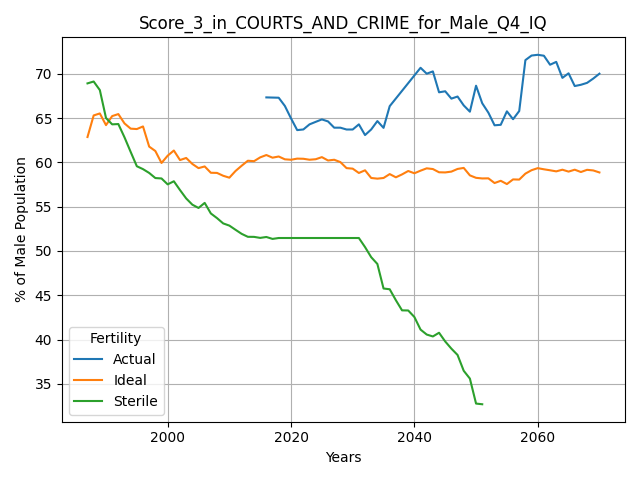 Score_3_in_COURTS_AND_CRIME_for_Male_Q4_IQ
% of Male Population
70
65
60
55
50
45
40
35
Fertility
Actual
Ideal
Sterile
2000
2020
2040
2060
Years